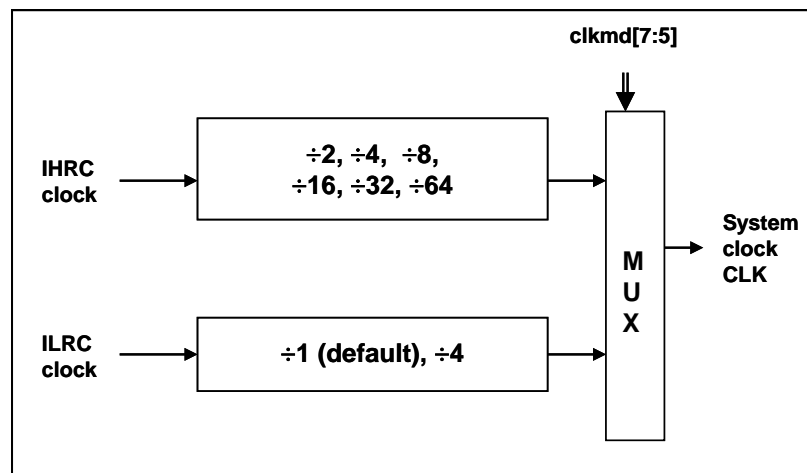 clkmd[7:5]
IHRC
clock
÷2, ÷4, ÷8,
÷16, ÷32, ÷64
System
clock
CLK
M
U
X
ILRC
clock
÷1 (default), ÷4